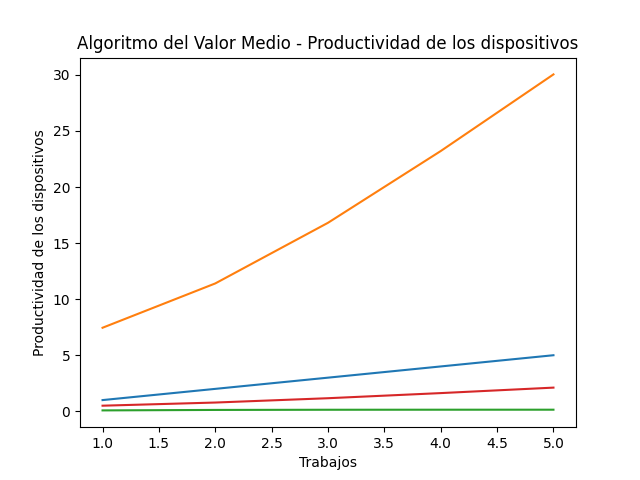 Algoritmo del Valor Medio - Productividad de los dispositivos
30
25
20
15
10
5
0
Productividad de los dispositivos
1.0 1.5 2.0 2.5 3.0 3.5 4.0 4.5 5.0
Trabajos